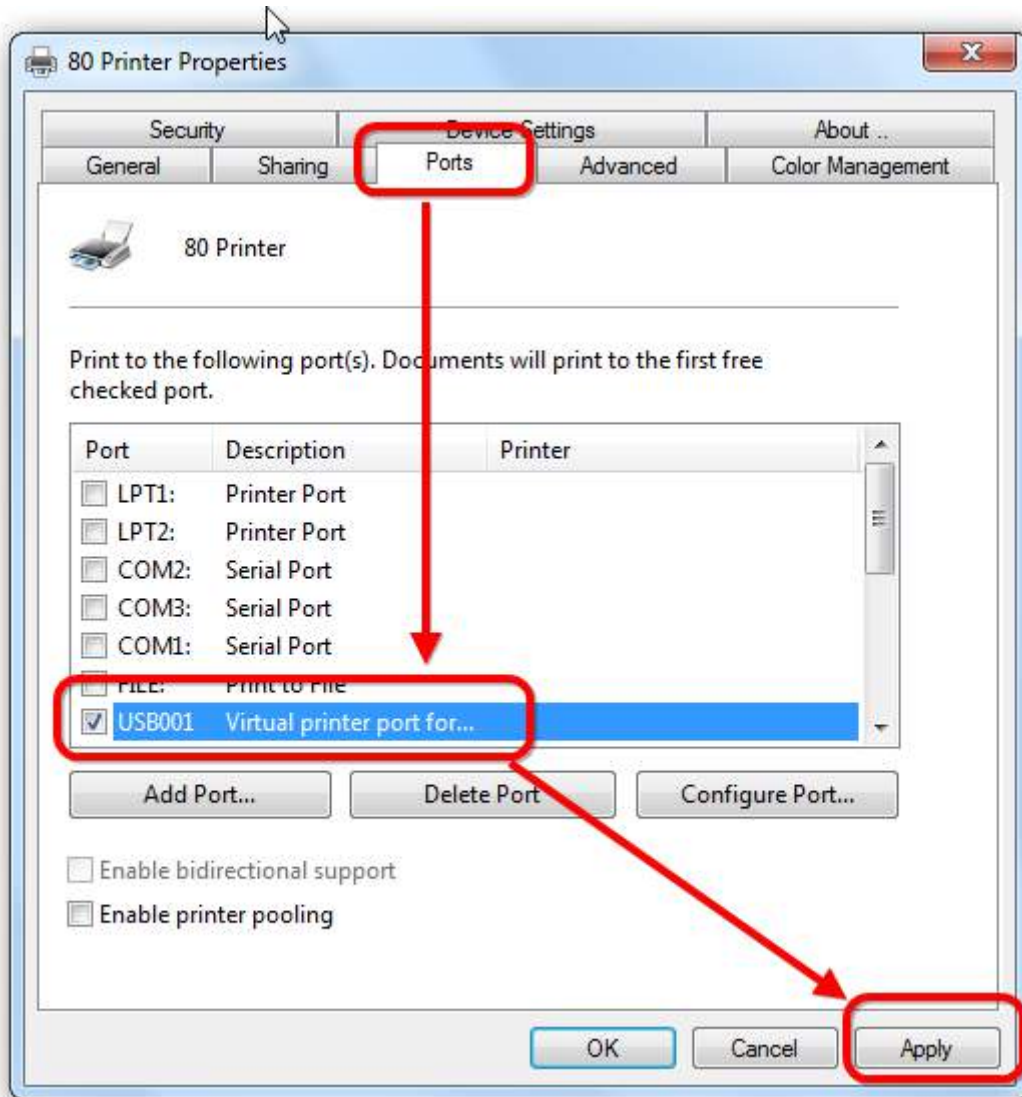 80 Printer Properties
Security Device Settings About ..
General Sharing Ports Advanced Color Management
80 Printer
Print to the following port(s). Documents will print to the first free
checked port.
Port Description Printer
LPT1: Printer Port
LPT2: Printer Port
COM2: Serial Port
COM3: Serial Port
COM1: Serial Port
FILE: Print to File
USB001 Virtual printer port for...
Add Port... Delete Port Configure Port...
Enable bidirectional support
Enable printer pooling
OK Cancel Apply